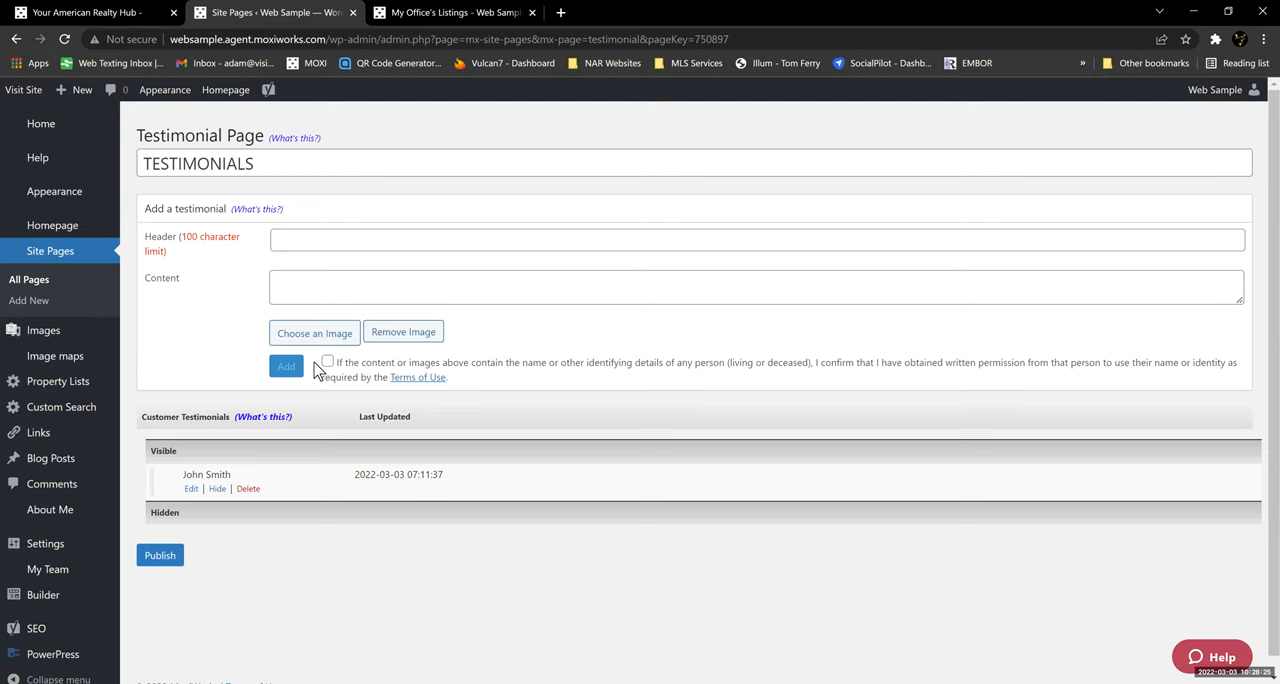 Your American Realty Hub -
Site Pages ‹ Web Sample — Wor
My Office's Listings - Web Samp
Not secure
websample.agent.moxiworks.com/wp-admin/admin.php?page=mx-site-pages&mx-page=testimonial&pageKey=750897
Apps
Web Texting Inbox |...
Inbox - adam@visi...
MOXI
QR Code Generator...
Vulcan7 - Dashboard
NAR Websites
MLS Services
Illum - Tom Ferry
SocialPilot - Dashb...
EMBOR
»
Other bookmarks
Reading list
Visit Site
New
0
Appearance
Homepage
Web Sample
Home
Help
Appearance
Homepage
Site Pages
All Pages
Add New
Images
Image maps
Property Lists
Custom Search
Links
Blog Posts
Comments
About Me
Settings
My Team
Builder
SEO
PowerPress
Collapse menu
Testimonial Page (What's this?)
TESTIMONIALS
Add a testimonial (What's this?)
Header (100 character
limit)
Content
Choose an Image
Remove Image
Add
If the content or images above contain the name or other identifying details of any person (living or deceased), I confirm that I have obtained written permission from that person to use their name or identity as
required by the Terms of Use.
Customer Testimonials (What's this?)
Last Updated
Visible
John Smith
2022-03-03 07:11:37
Edit | Hide | Delete
Hidden
Publish
Help
2022-03-03 10:28:25